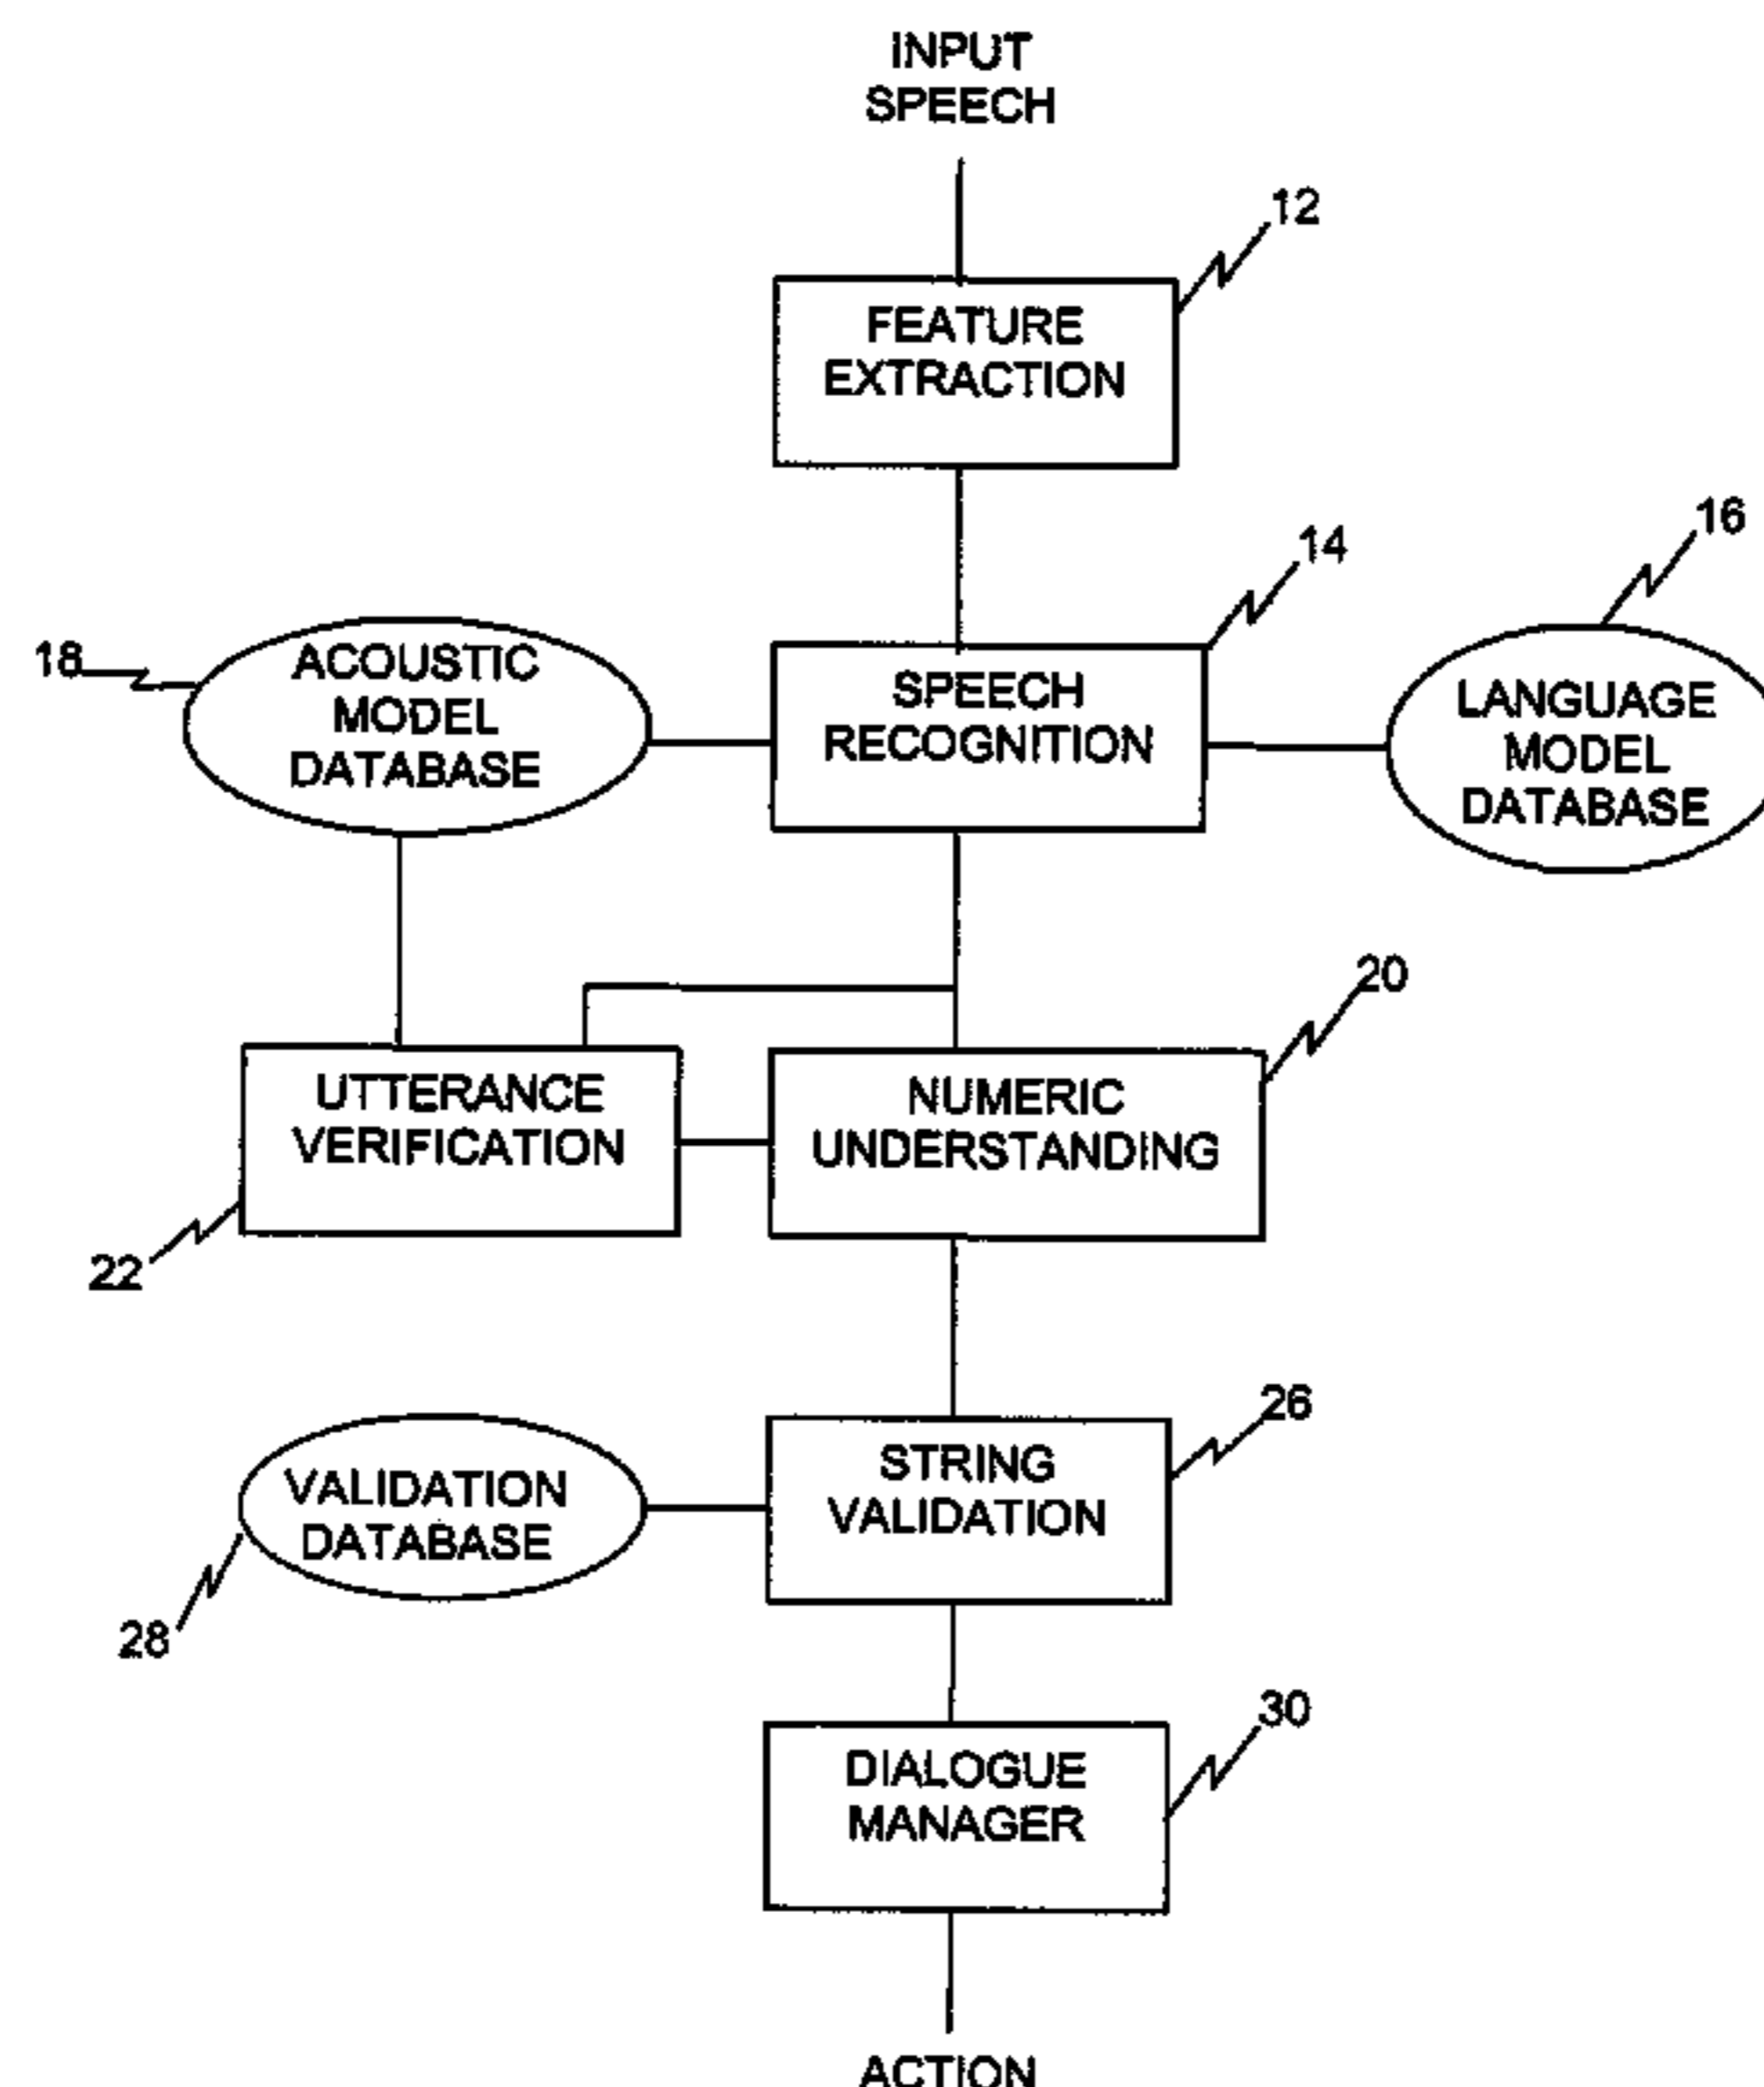 INPUT
SPEECH
12
FEATURE
EXTRACTION
14
16
18
ACOUSTIC
MODEL
DATABASE
SPEECH
RECOGNITION
LANGUAGE
MODEL
DATABASE
20
UTTERANCE
VERIFICATION
NUMERIC
UNDERSTANDING
22
26
VALIDATION
DATABASE
STRING
VALIDATION
28
30
DIALOGUE
MANAGER
ACTION